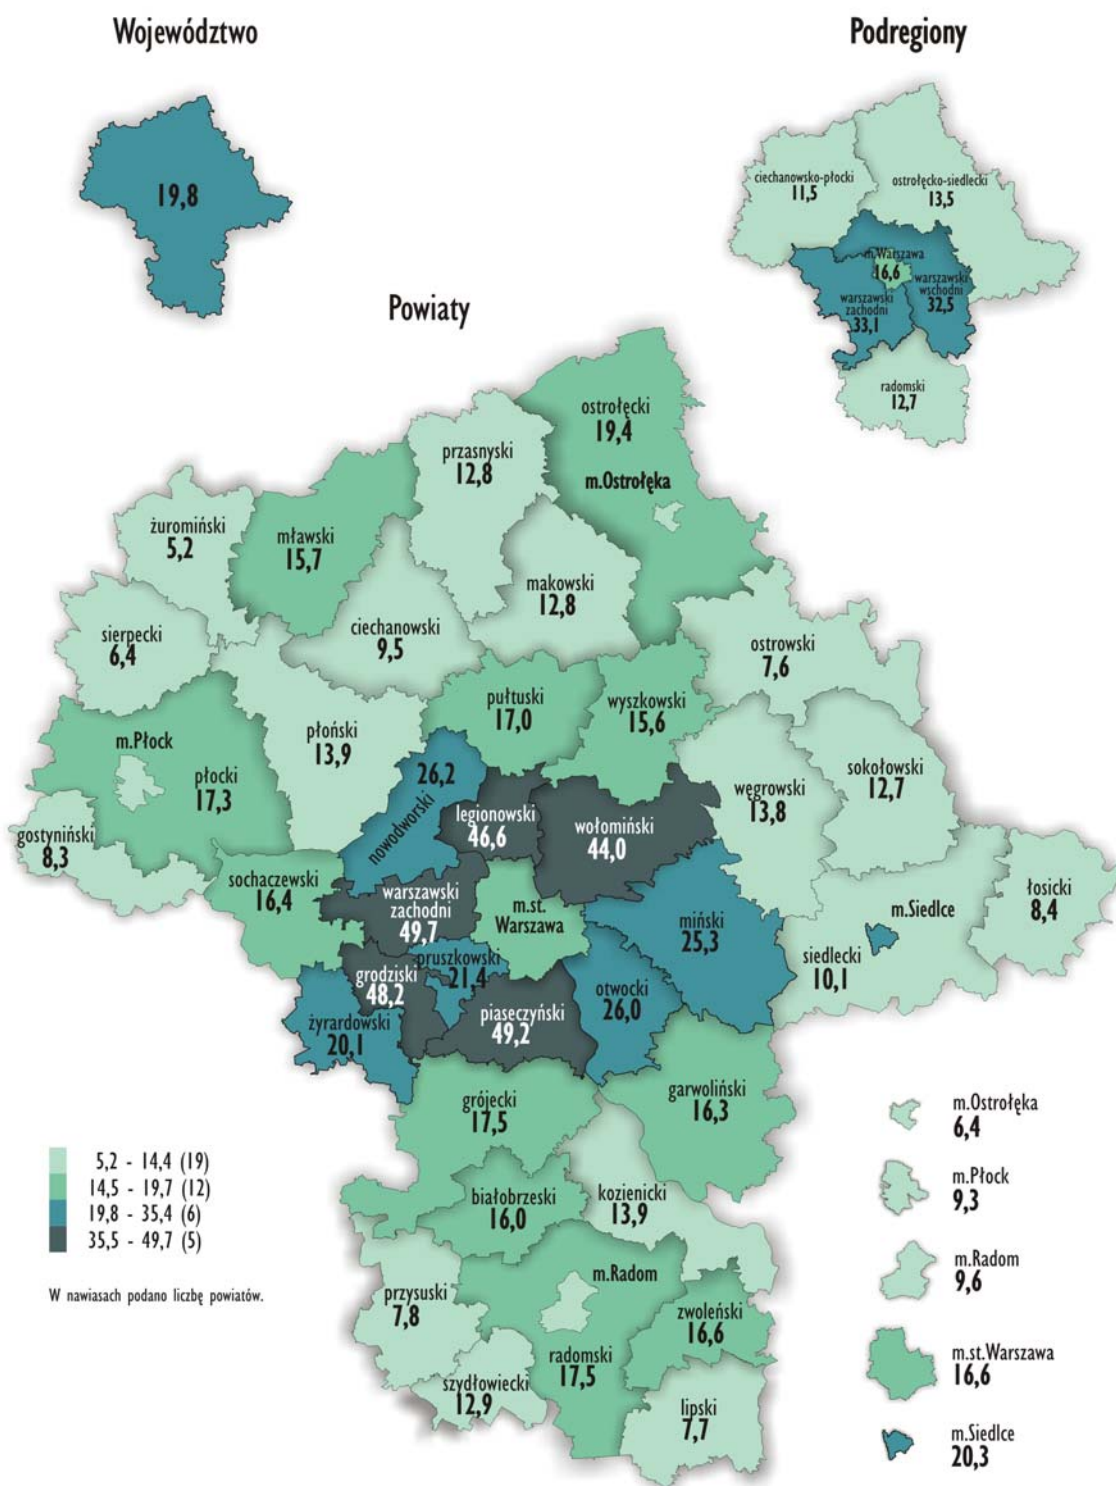 Województwo
Podregiony
19,8
ciechanowsko-płocki
11,5
ostrołęcko-siedlecki
13,5
m.Warszawa
16,6
warszawski
wschodni
32,5
warszawski
zachodni
33,1
radomski
12,7
Powiaty
ostrołęcki
19,4
m.Ostrołęka
przasnyski
12,8
żuromiński
5,2
mławski
15,7
makowski
12,8
ciechanowski
9,5
sierpecki
6,4
ostrowski
7,6
pułtuski
17,0
wyszkowski
15,6
płoński
13,9
m.Płock
płocki
17,3
26,2
nowodworski
legionowski
46,6
wołomiński
44,0
węgrowski
13,8
sokołowski
12,7
gostyniński
8,3
sochaczewski
16,4
warszawski
zachodni
49,7
m.st.
Warszawa
miński
25,3
m.Siedlce
siedlecki
10,1
łosicki
8,4
pruszkowski
21,4
grodziski
48,2
otwocki
26,0
piaseczyński
49,2
żyrardowski
20,1
grójecki
17,5
garwoliński
16,3
białobrzeski
16,0
kozienicki
13,9
przysuski
7,8
m.Radom
radomski
17,5
zwoleński
16,6
szydłowiecki
12,9
lipski
7,7
5,2 - 14,4 (19)
14,5 - 19,7 (12)
19,8 - 35,4 (6)
35,5 - 49,7 (5)
W nawiasach podano liczbę powiatów.
m.Ostrołęka
6,4
m.Płock
9,3
m.Radom
9,6
m.st.Warszawa
16,6
m.Siedlce
20,3